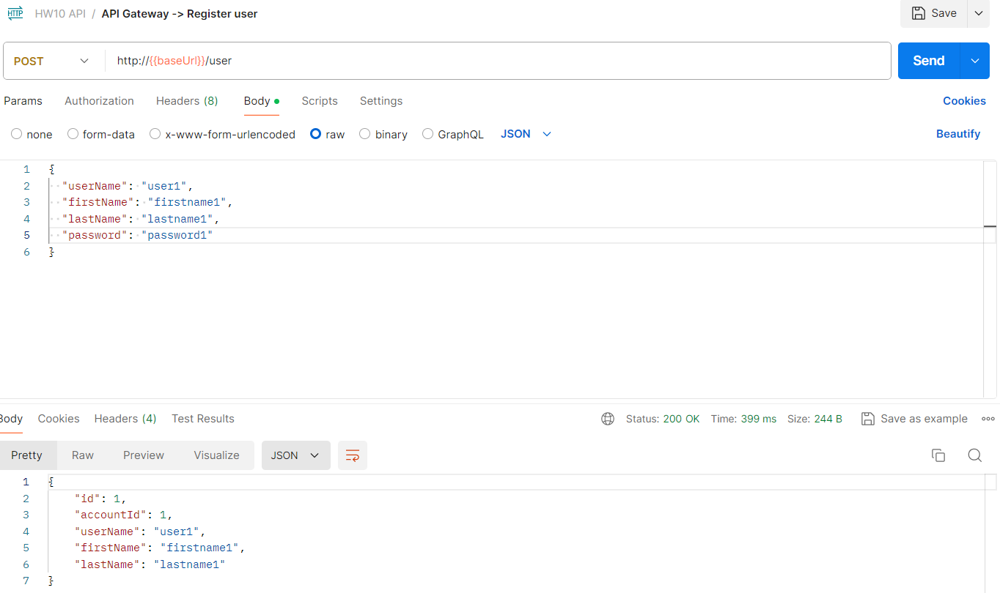 HTTP HW10 API / API Gateway -> Register user Save
POST http://{{baseUrl}}/user Send
Params Authorization Headers (8) Body Scripts Settings Cookies
none form-data x-www-form-urlencoded raw binary GraphQL JSON Beautify
1 {
2 "userName": "user1",
3 "firstName": "firstname1",
4 "lastName": "lastname1",
5 "password": "password1"
6 }
Body Cookies Headers (4) Test Results Status: 200 OK Time: 399 ms Size: 244 B Save as example
Pretty Raw Preview Visualize JSON
1 {
2 "id": 1,
3 "accountId": 1,
4 "userName": "user1",
5 "firstName": "firstname1",
6 "lastName": "lastname1"
7 }